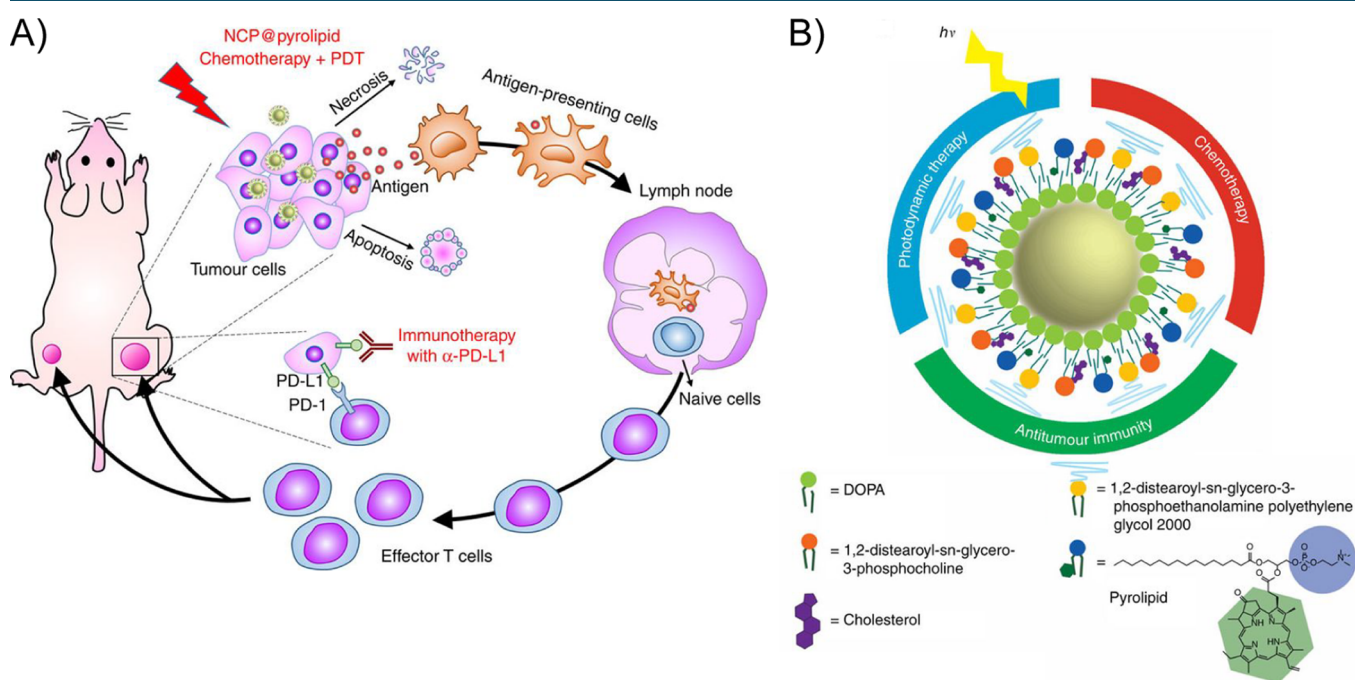 A)
NCP@pyrolipid
Chemotherapy + PDT
Necrosis
Antigen-presenting cells
Antigen
Lymph node
Apoptosis
Tumour cells
Immunotherapy
with α-PD-L1
PD-L1
PD-1
Naive cells
Effector T cells
B)
hν
Photodynamic therapy
Chemotherapy
Antitumour immunity
= DOPA
= 1,2-distearoyl-sn-glycero-
3-phosphocholine
= Cholesterol
= 1,2-distearoyl-sn-glycero-3-
phosphoethanolamine polyethylene
glycol 2000
=
Pyrolipid
O
O
O
P
O
O
O⁻
N⁺
O
O
O
NH
N
N
HN